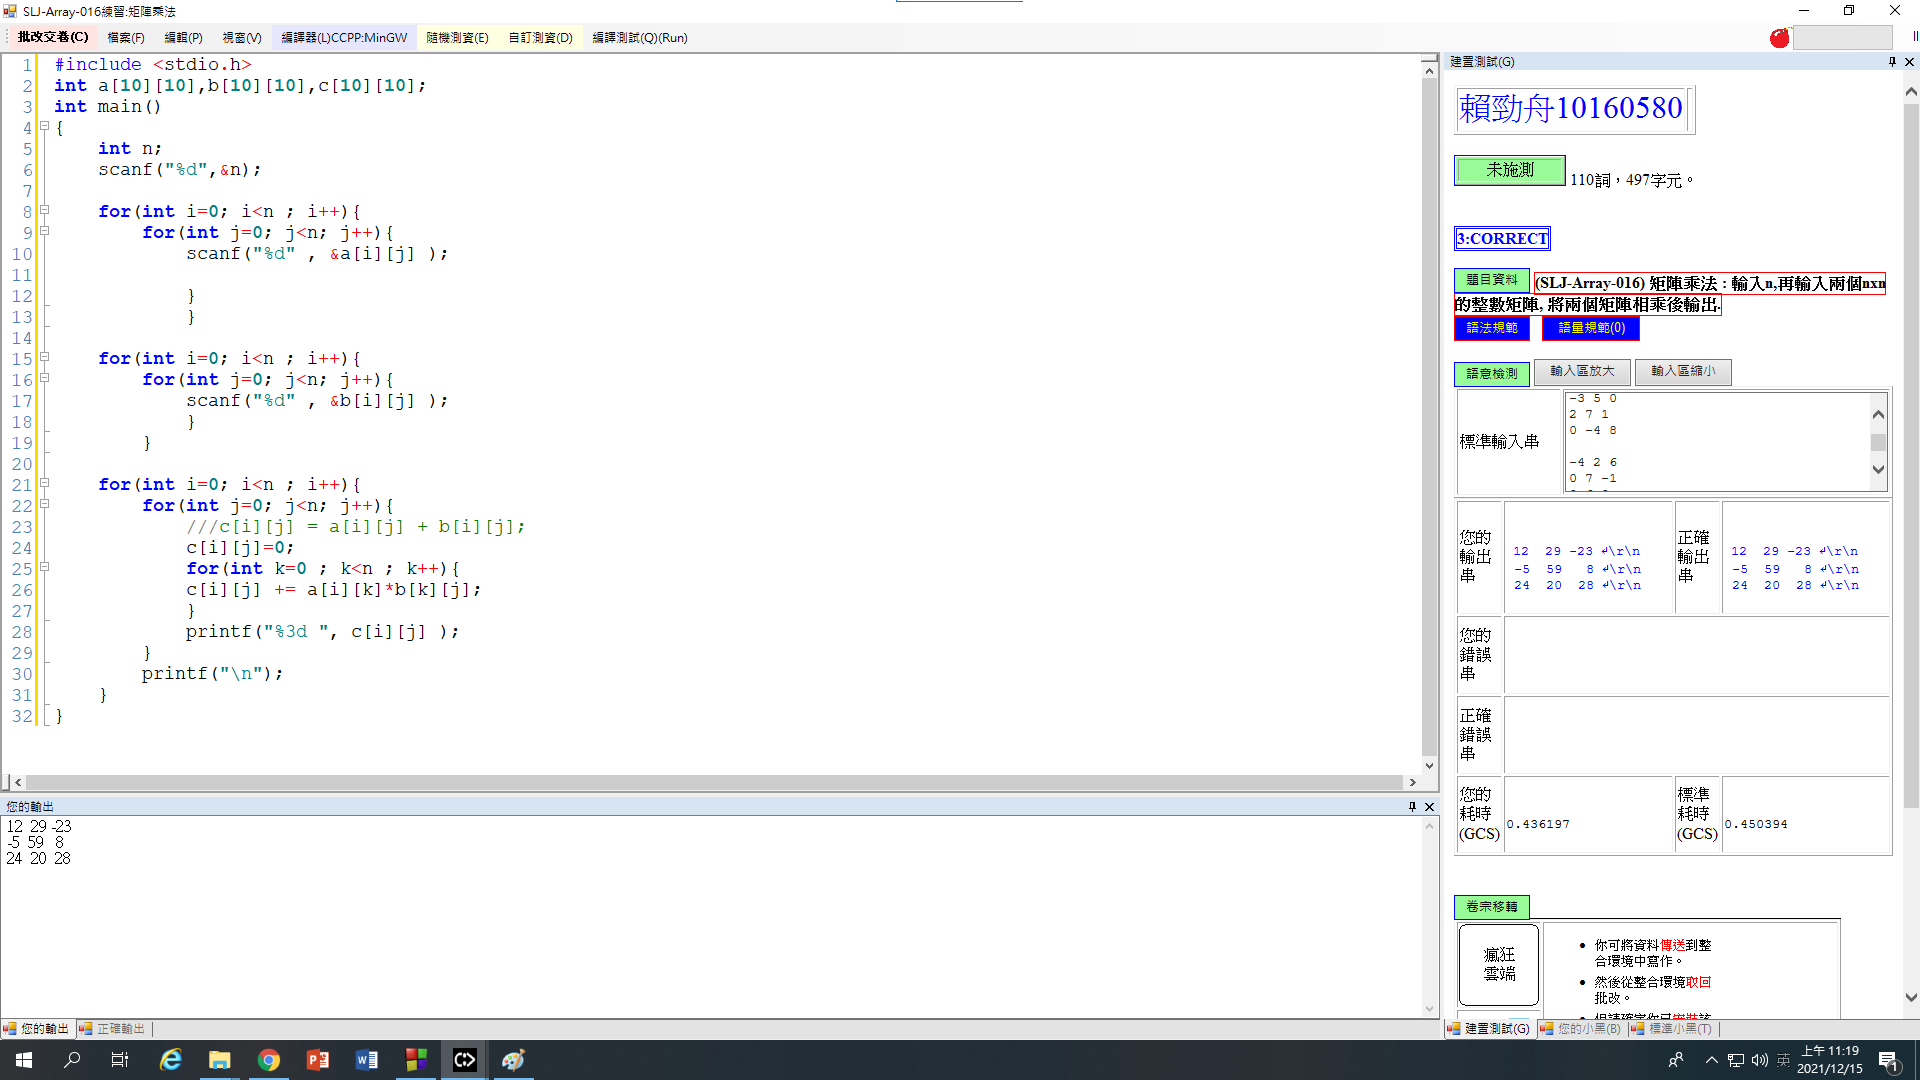 SLJ-Array-016練習:矩陣乘法
批改交卷(C) 檔案(F) 編輯(P) 視窗(V) 編譯器(L)CCPP:MinGW 隨機測資(E) 自訂測資(D) 編譯測試(Q)(Run)
1 #include <stdio.h>
2 int a[10][10],b[10][10],c[10][10];
3 int main()
4 {
5 int n;
6 scanf("%d",&n);
7
8 for(int i=0; i<n ; i++){
9 for(int j=0; j<n; j++){
10 scanf("%d" , &a[i][j] );
11
12 }
13 }
14
15 for(int i=0; i<n ; i++){
16 for(int j=0; j<n; j++){
17 scanf("%d" , &b[i][j] );
18 }
19 }
20
21 for(int i=0; i<n ; i++){
22 for(int j=0; j<n; j++){
23 ///c[i][j] = a[i][j] + b[i][j];
24 c[i][j]=0;
25 for(int k=0 ; k<n ; k++){
26 c[i][j] += a[i][k]*b[k][j];
27 }
28 printf("%3d ", c[i][j] );
29 }
30 printf("\n");
31 }
32 }
您的輸出
12 29 -23
-5 59 8
24 20 28
您的輸出 正確輸出
建置測試(G)
賴勁舟10160580
未施測 110詞，497字元。
3:CORRECT
題目資料 (SLJ-Array-016) 矩陣乘法 : 輸入n,再輸入兩個nxn
的整數矩陣, 將兩個矩陣相乘後輸出.
語法規範 語量規範(0)
語意檢測 輸入區放大 輸入區縮小
標準輸入串
-3 5 0
2 7 1
0 -4 8
-4 2 6
0 7 -1
您的
輸出
串
12 29 -23 ↲\r\n
-5 59 8 ↲\r\n
24 20 28 ↲\r\n
正確
輸出
串
12 29 -23 ↲\r\n
-5 59 8 ↲\r\n
24 20 28 ↲\r\n
您的
錯誤
串
正確
錯誤
串
您的
耗時
(GCS)
0.436197
標準
耗時
(GCS)
0.450394
卷宗移轉
瘋狂
雲端
• 你可將資料傳送到整
合環境中寫作。
• 然後從整合環境取回
批改。
建置測試(G) 您的小黑(B) 標準小黑(T)
英
上午 11:19
2021/12/15
1